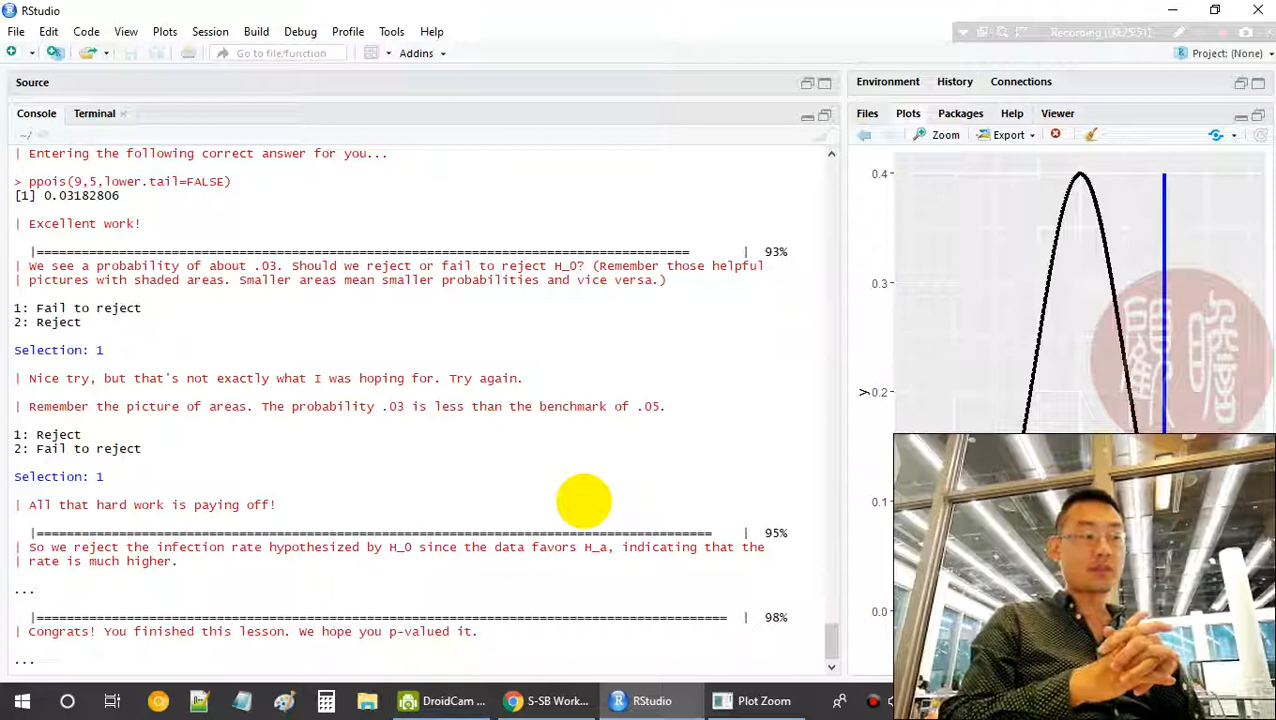 RStudio
File Edit Code View Plots Session Build Debug Profile Tools Help
Recording [00:25:51]
Go to file/function
Addins
Project: (None)
Source
Environment History Connections
Console Terminal
Files Plots Packages Help Viewer
~/
Zoom Export
| Entering the following correct answer for you...
> ppois(9,5,lower.tail=FALSE)
[1] 0.03182806
| Excellent work!
|======================================================================================== | 93%
| We see a probability of about .03. Should we reject or fail to reject H_0? (Remember those helpful
| pictures with shaded areas. Smaller areas mean smaller probabilities and vice versa.)
1: Fail to reject
2: Reject
Selection: 1
| Nice try, but that's not exactly what I was hoping for. Try again.
| Remember the picture of areas. The probability .03 is less than the benchmark of .05.
1: Reject
2: Fail to reject
Selection: 1
| All that hard work is paying off!
|=========================================================================================== | 95%
| So we reject the infection rate hypothesized by H_0 since the data favors H_a, indicating that the
| rate is much higher.
...
|============================================================================================= | 98%
| Congrats! You finished this lesson. We hope you p-valued it.
...
0.4
0.3
0.2
y
0.1
0.0
DroidCam ...
S-SB Work...
RStudio
Plot Zoom